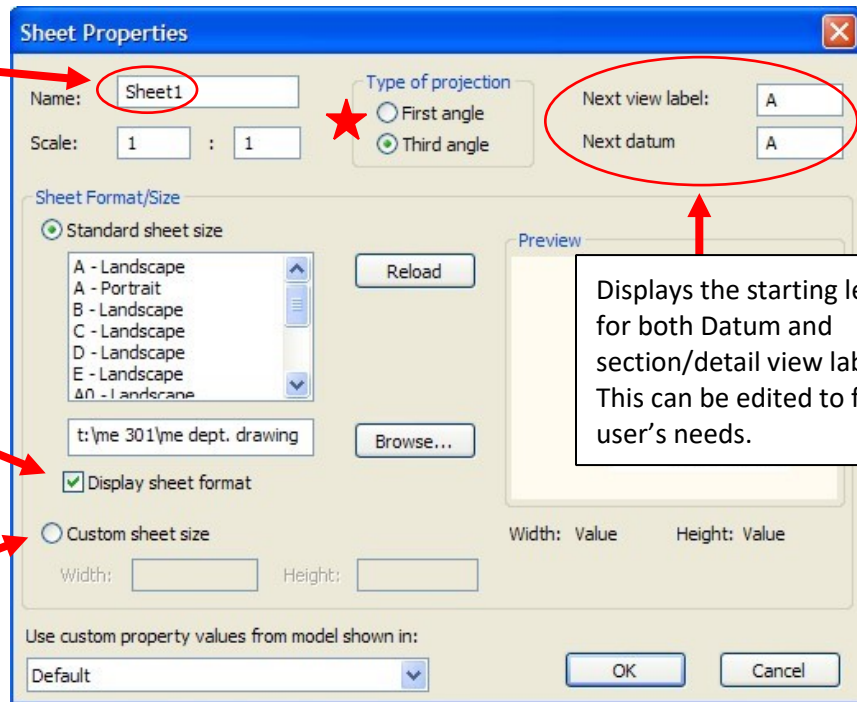 Sheet Properties
Name: Sheet1
Type of projection
First angle
Third angle
Next view label: A
Next datum A
Scale: 1 : 1
Sheet Format/Size
Standard sheet size
A - Landscape
A - Portrait
B - Landscape
C - Landscape
D - Landscape
E - Landscape
A0 - Landscape
Reload
t:\me 301\me dept. drawing
Browse...
Display sheet format
Custom sheet size
Width:
Height:
Preview
Displays the starting
for both Datum and
section/detail view
This can be edited to
user's needs.
Width: Value Height: Value
Use custom property values from model shown in:
Default
OK
Cancel